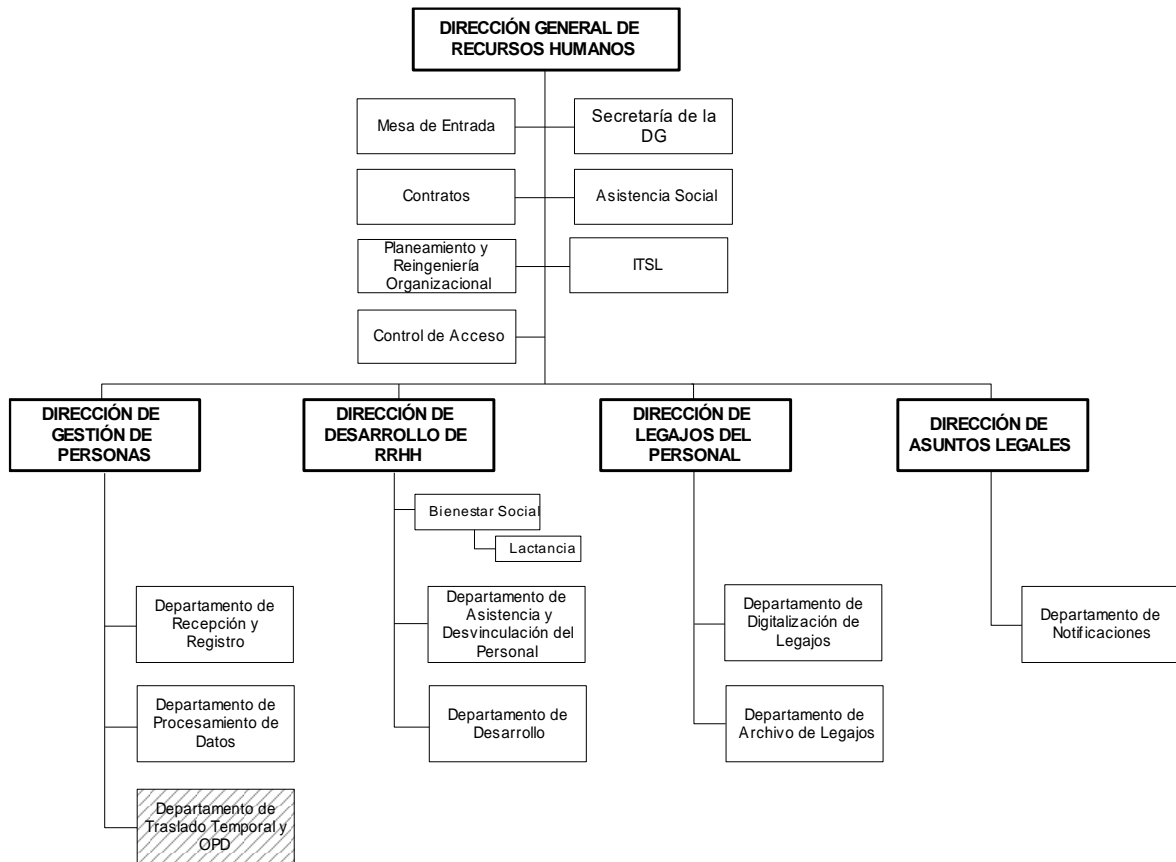 DIRECCIÓN GENERAL DE
RECURSOS HUMANOS
Mesa de Entrada
Secretaría de la
DG
Contratos
Asistencia Social
Planeamiento y
Reingeniería
Organizacional
ITSL
Control de Acceso
DIRECCIÓN DE
GESTIÓN DE
PERSONAS
DIRECCIÓN DE
DESARROLLO DE
RRHH
DIRECCIÓN DE
LEGAJOS DEL
PERSONAL
DIRECCIÓN DE
ASUNTOS LEGALES
Bienestar Social
Lactancia
Departamento de
Recepción y
Registro
Departamento de
Asistencia y
Desvinculación del
Personal
Departamento de
Digitalización de
Legajos
Departamento de
Notificaciones
Departamento de
Procesamiento de
Datos
Departamento de
Desarrollo
Departamento de
Archivo de Legajos
Departamento de
Traslado Temporal y
OPD